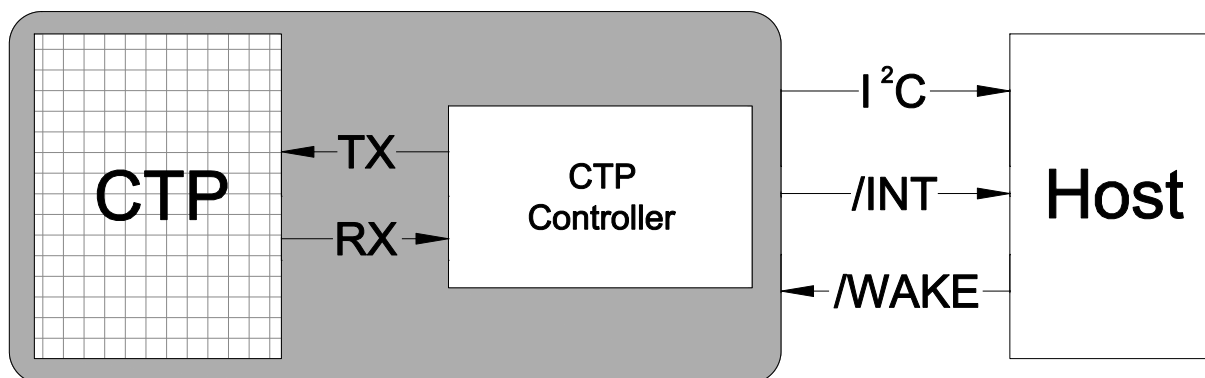 CTP
TX
RX
CTP
Controller
I²C
/INT
/WAKE
Host